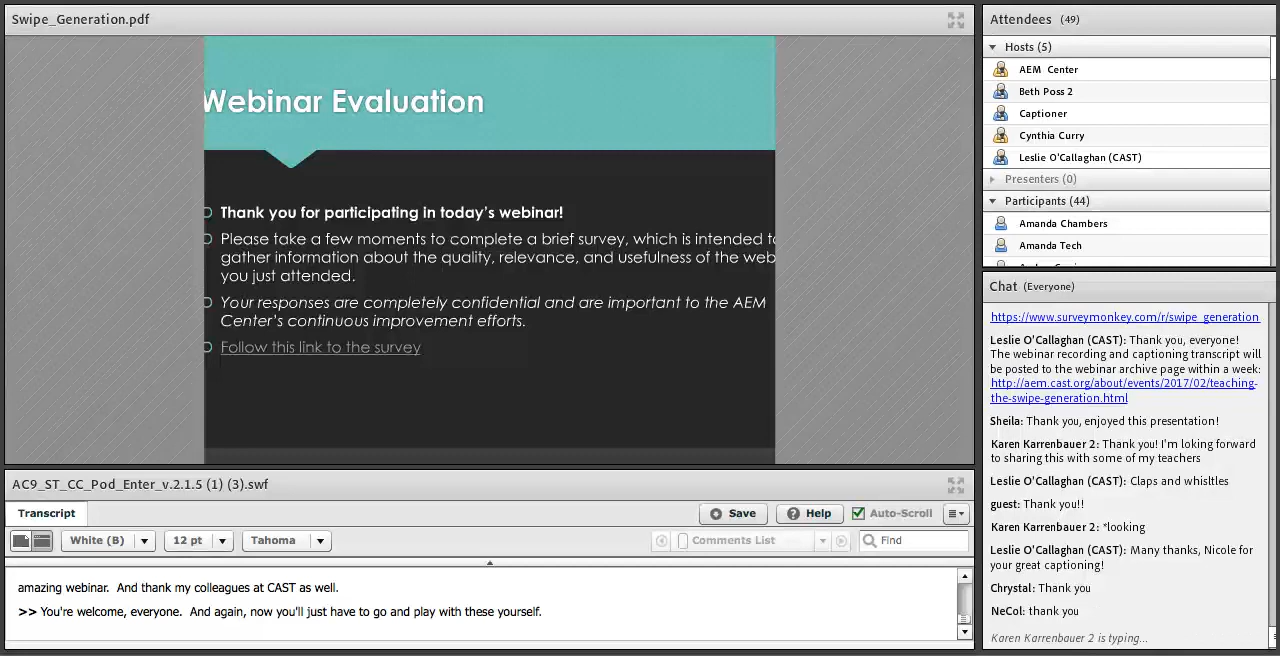 Swipe_Generation.pdf
Webinar Evaluation
Thank you for participating in today's webinar!
Please take a few moments to complete a brief survey, which is intended to
gather information about the quality, relevance, and usefulness of the web
you just attended.
Your responses are completely confidential and are important to the AEM
Center's continuous improvement efforts.
Follow this link to the survey
AC9_ST_CC_Pod_Enter_v.2.1.5 (1) (3).swf
Transcript
Save
Help
Auto-Scroll
White (B)
12 pt
Tahoma
Comments List
Find
amazing webinar. And thank my colleagues at CAST as well.
>> You're welcome, everyone. And again, now you'll just have to go and play with these yourself.
Attendees (49)
Hosts (5)
AEM Center
Beth Poss 2
Captioner
Cynthia Curry
Leslie O'Callaghan (CAST)
Presenters (0)
Participants (44)
Amanda Chambers
Amanda Tech
Chat (Everyone)
https://www.surveymonkey.com/r/swipe_generation
Leslie O'Callaghan (CAST): Thank you, everyone!
The webinar recording and captioning transcript will
be posted to the webinar archive page within a week:
http://aem.cast.org/about/events/2017/02/teaching-
the-swipe-generation.html
Sheila: Thank you, enjoyed this presentation!
Karen Karrenbauer 2: Thank you! I'm loking forward
to sharing this with some of my teachers
Leslie O'Callaghan (CAST): Claps and whisltles
guest: Thank you!!
Karen Karrenbauer 2: *looking
Leslie O'Callaghan (CAST): Many thanks, Nicole for
your great captioning!
Chrystal: Thank you
NeCol: thank you
Karen Karrenbauer 2 is typing...